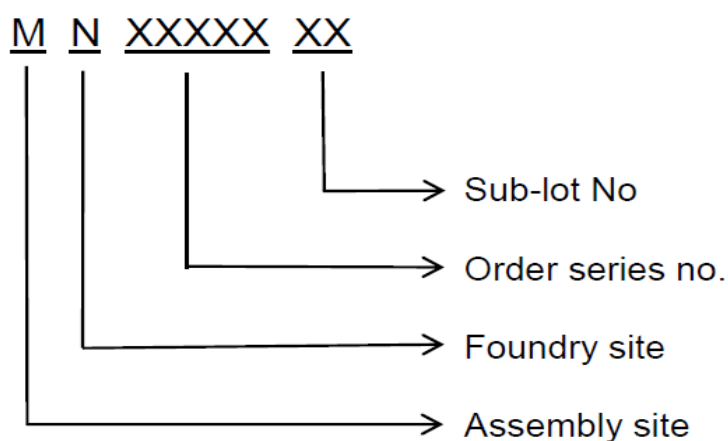 M N XXXXX XX
Sub-lot No
Order series no.
Foundry site
Assembly site